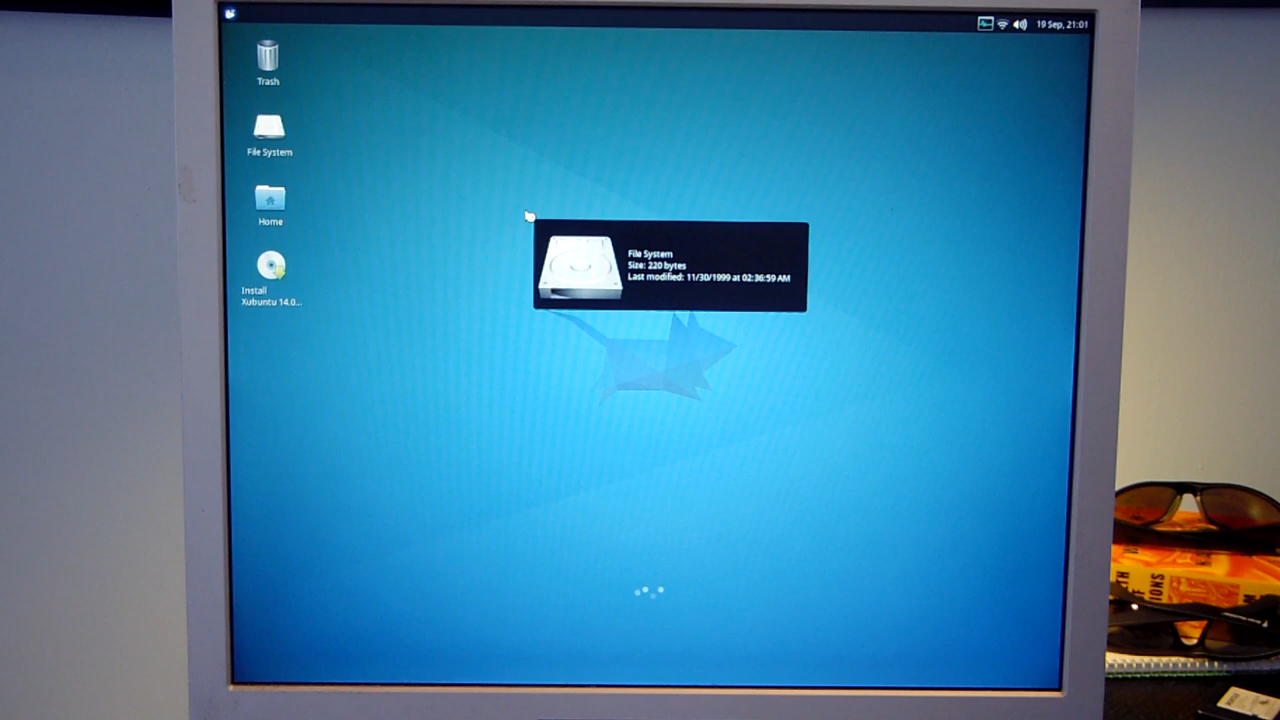 19 Sep, 21:01
Trash
File System
Home
Install
Xubuntu 14.0...
File System
Size: 220 bytes
Last modified: 11/30/1999 at 02:36:59 AM
IONS